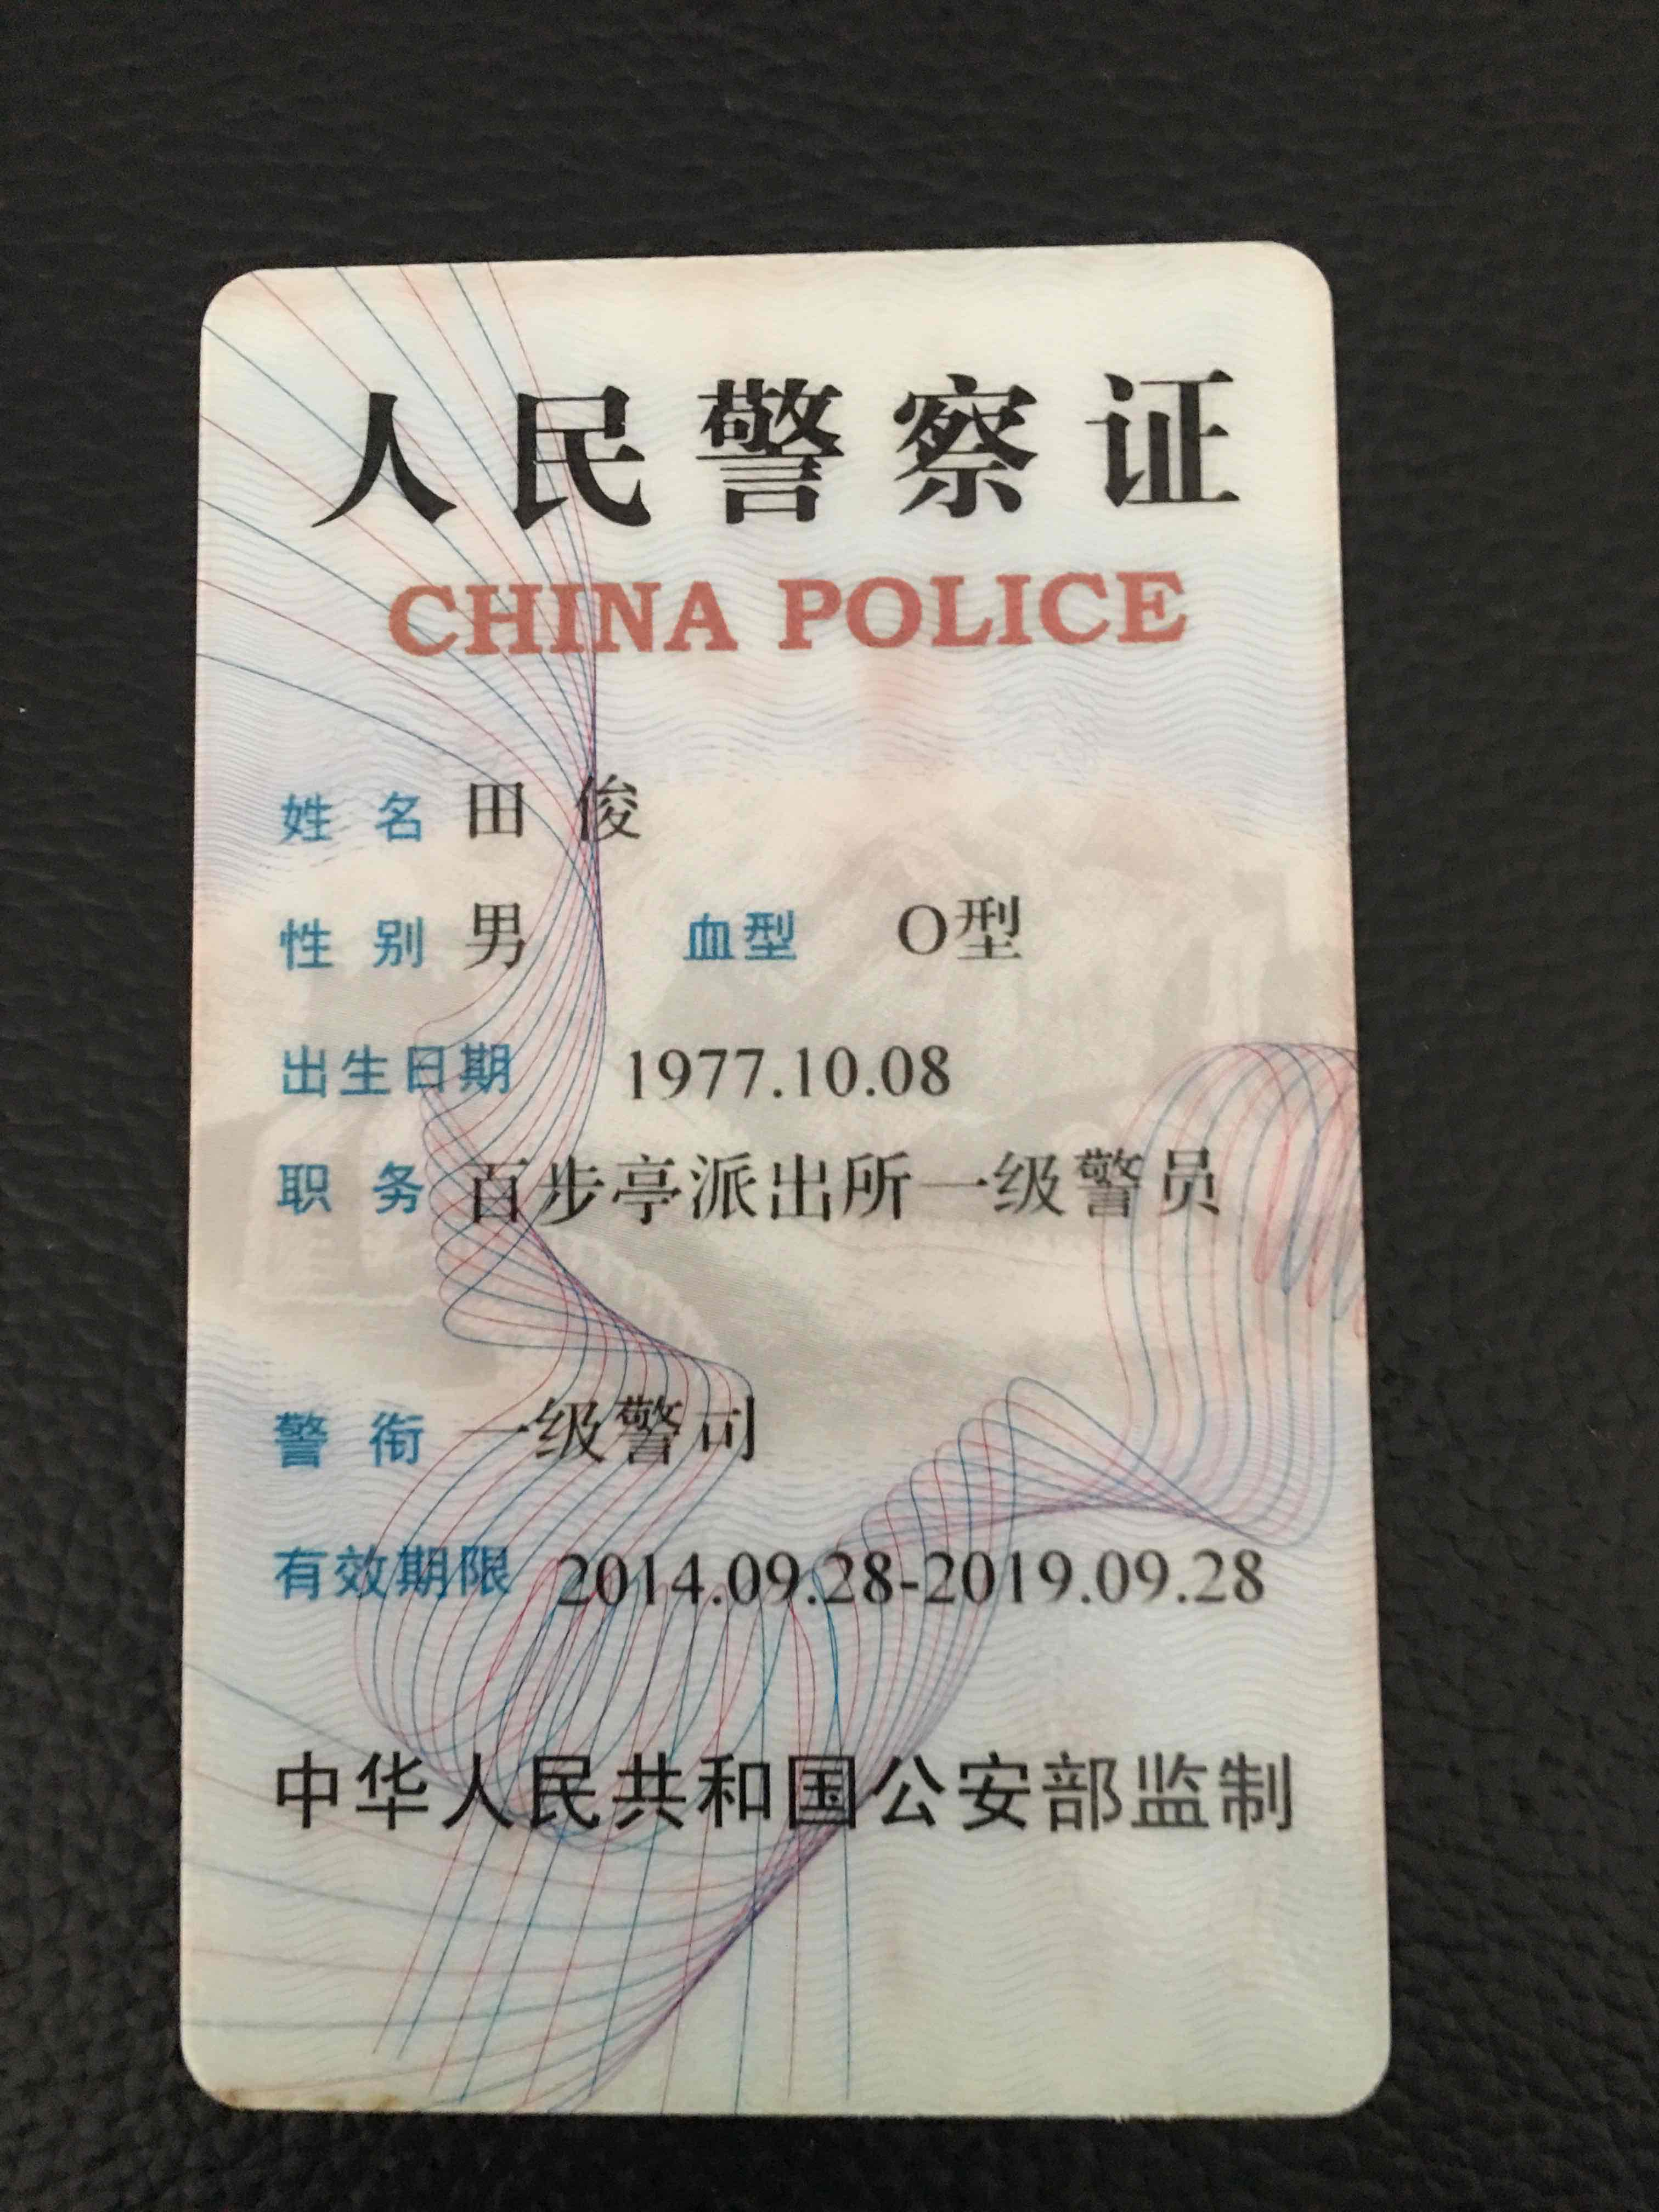 人民警察证
CHINA POLICE
姓名 田俊
性别 男 血型 O型
出生日期 1977.10.08
职务 百步亭派出所一级警员
警衔 一级警司
有效期限 2014.09.28-2019.09.28
中华人民共和国公安部监制